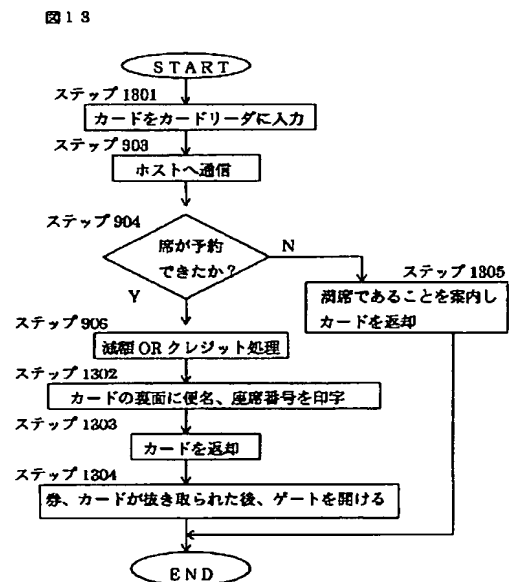 図13
START
ステップ1301
カードをカードリーダに入力
ステップ903
ホストへ通信
ステップ904
席が予約
できたか?
N
Y
ステップ1305
満席であることを案内し
カードを返却
ステップ906
減額ORクレジット処理
ステップ1302
カードの裏面に便名、座席番号を印字
ステップ1303
カードを返却
ステップ1304
券、カードが抜き取られた後、ゲートを開ける
END